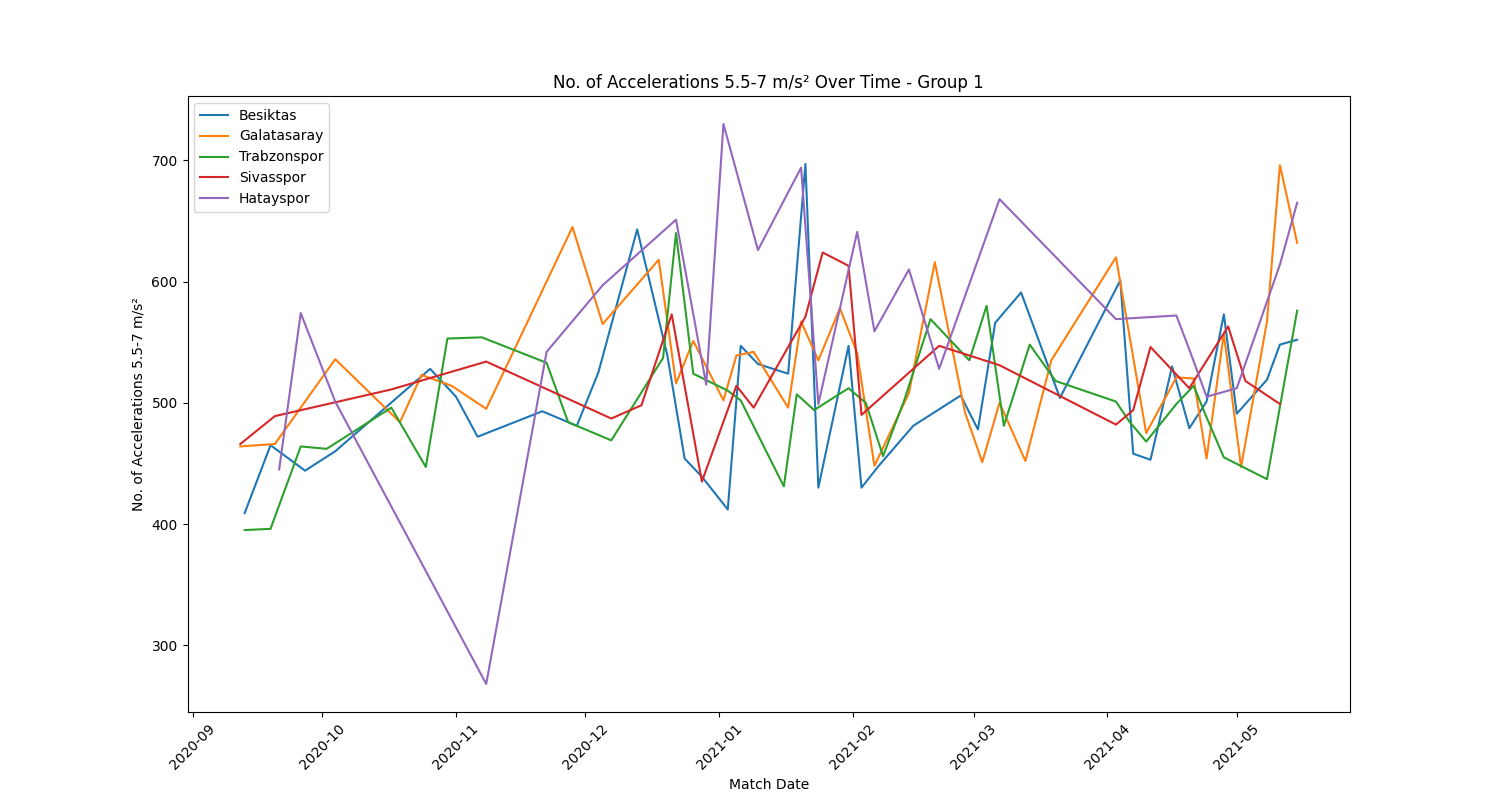 No. of Accelerations 5.5-7 m/s² Over Time - Group 1
Besiktas
Galatasaray
Trabzonspor
Sivasspor
Hatayspor
No. of Accelerations 5.5-7 m/s²
700
600
500
400
300
2020-09
2020-10
2020-11
2020-12
2021-01
2021-02
2021-03
2021-04
2021-05
Match Date